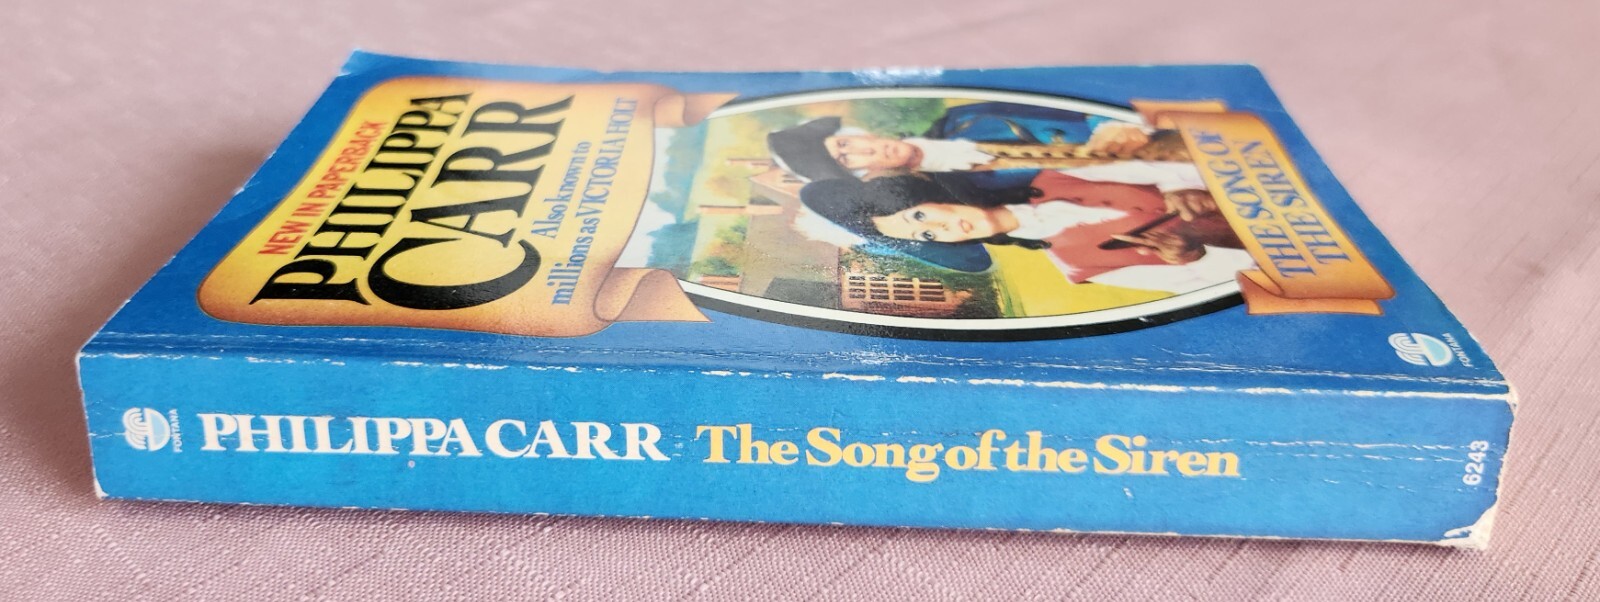 NEW IN PAPERBACK
PHILIPPA
CARR
Also known to
millions as VICTORIA HOLT
THE SONG OF
THE SIREN
FONTANA
FONTANA
PHILIPPA CARR The Song of the Siren
6243